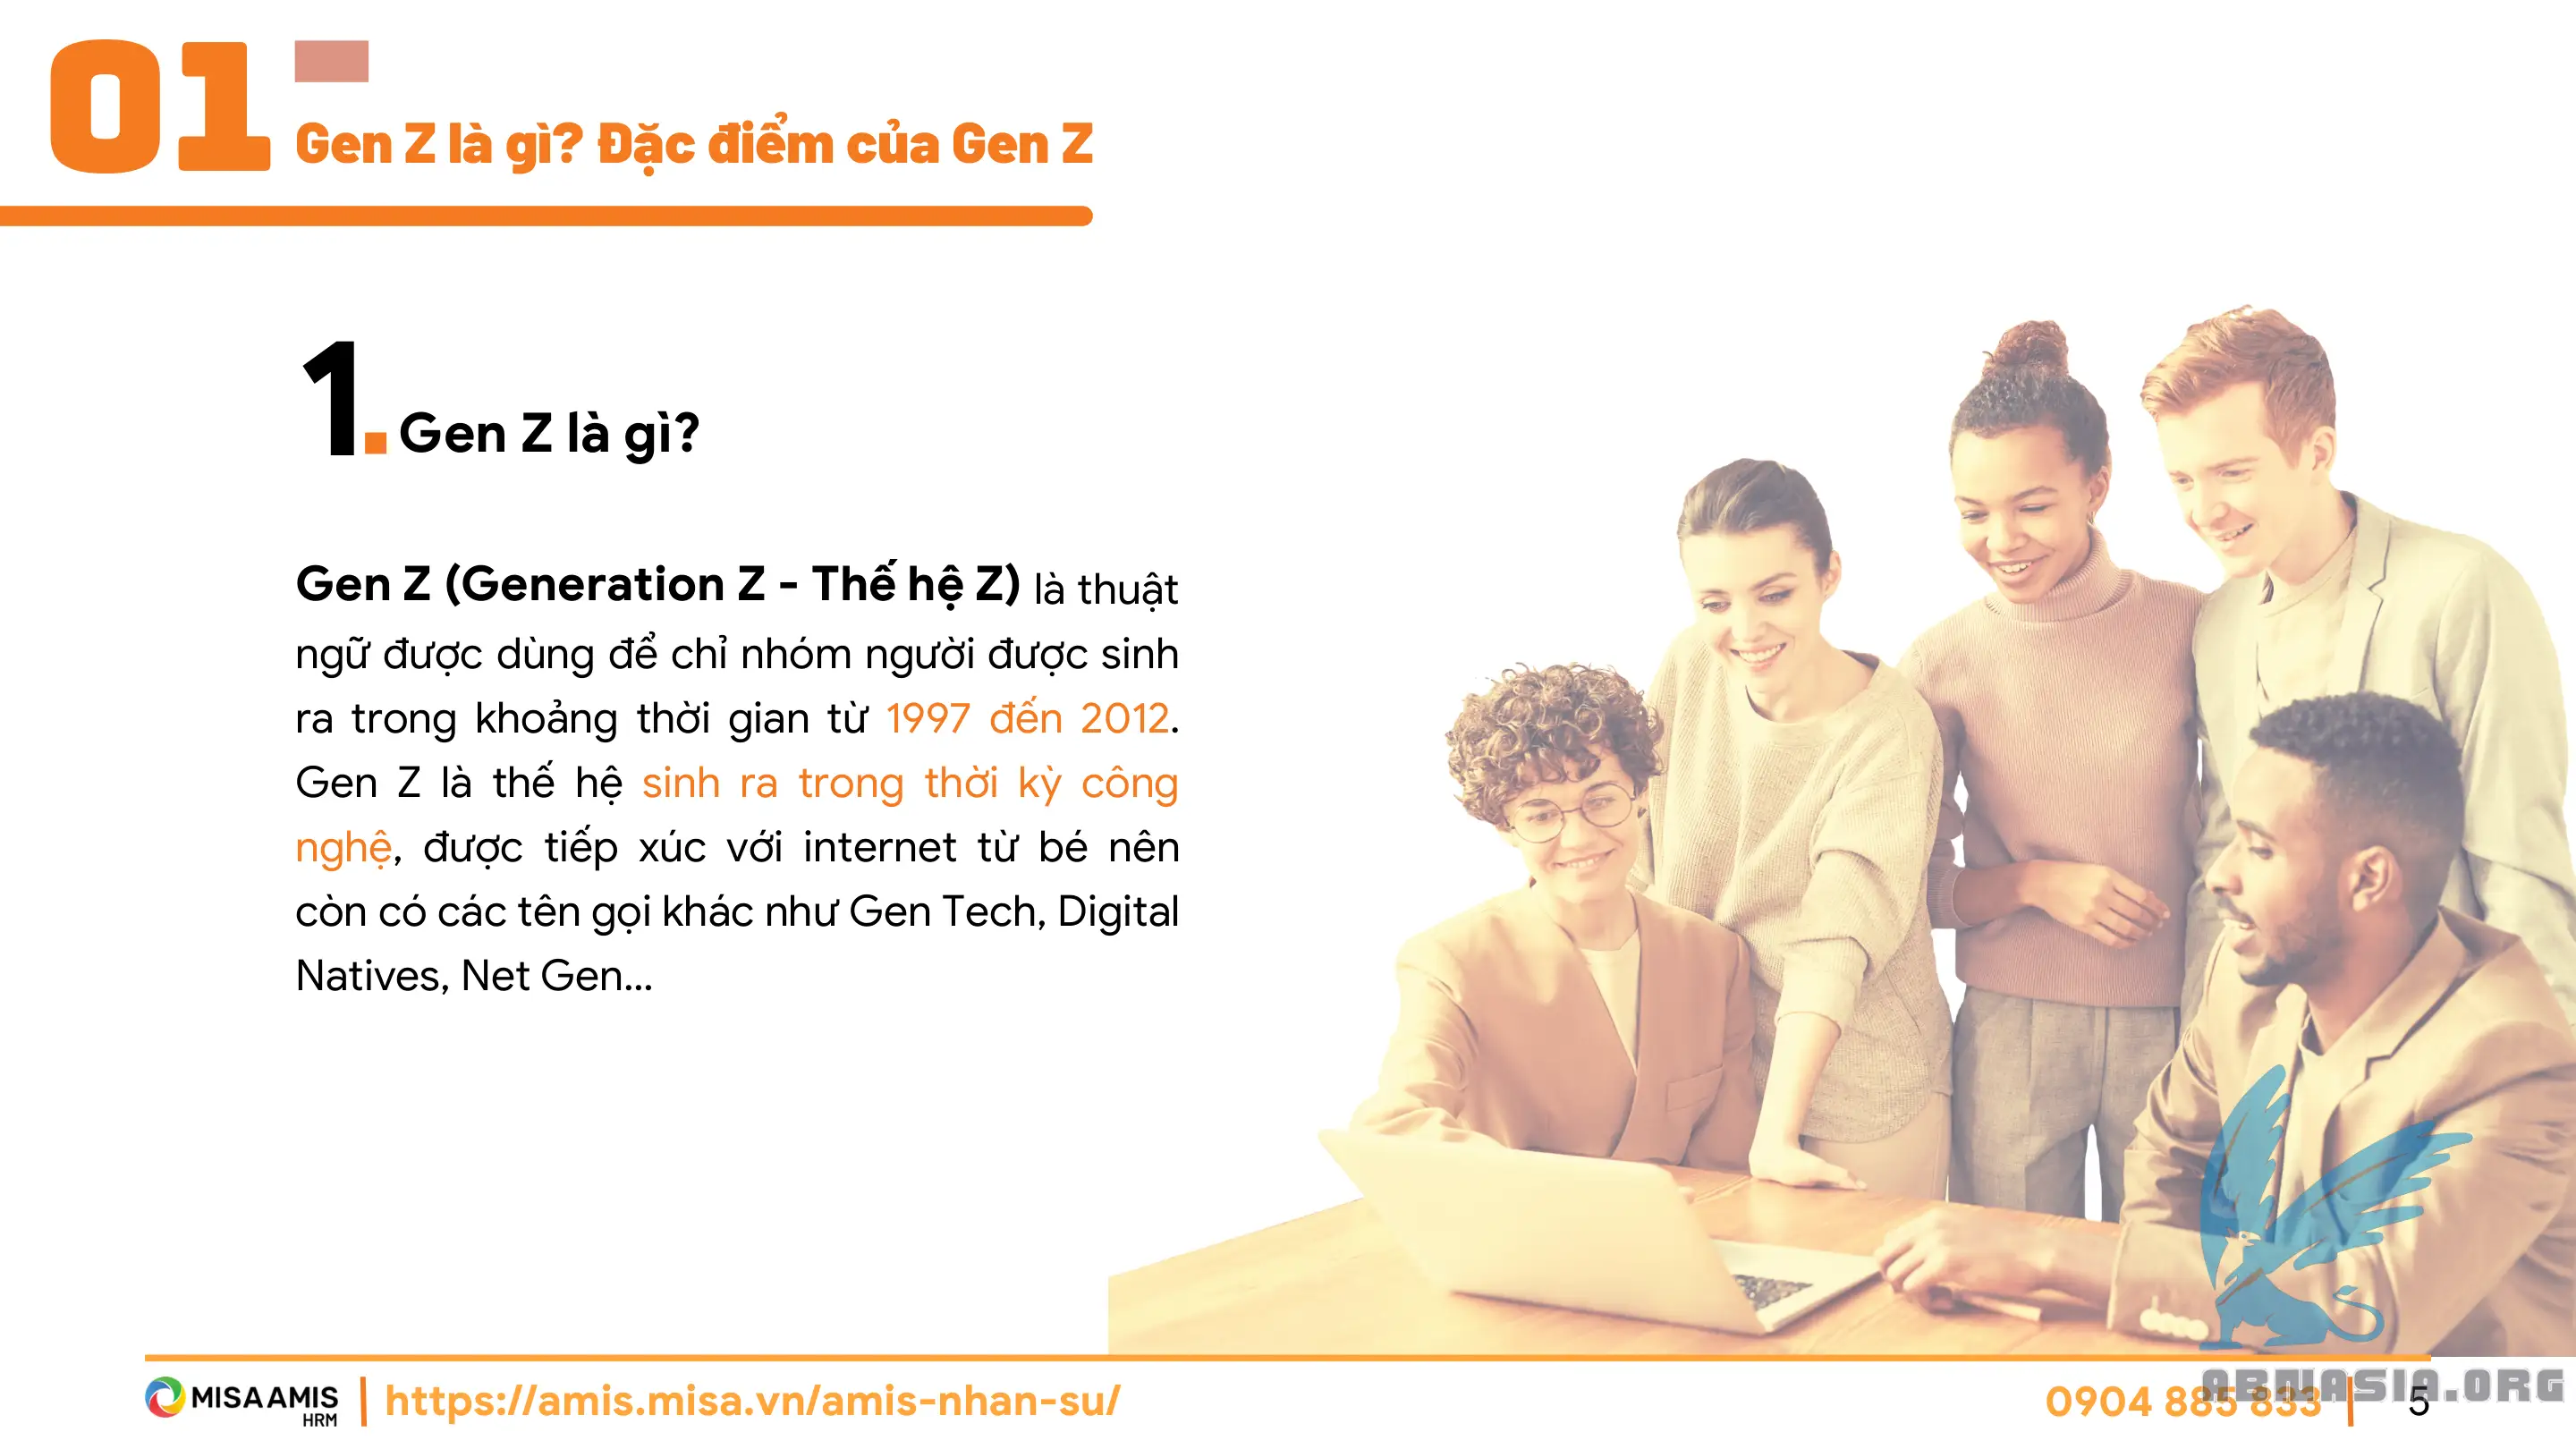 01
Gen Z là gì? Đặc điểm của Gen Z
1. Gen Z là gì?
Gen Z (Generation Z - Thế hệ Z) là thuật
ngữ được dùng để chỉ nhóm người được sinh
ra trong khoảng thời gian từ 1997 đến 2012.
Gen Z là thế hệ sinh ra trong thời kỳ công
nghệ, được tiếp xúc với internet từ bé nên
còn có các tên gọi khác như Gen Tech, Digital
Natives, Net Gen...
MISA AMIS
HRM
https://amis.misa.vn/amis-nhan-su/
0904 885 833
5
ABMASIA.ORG